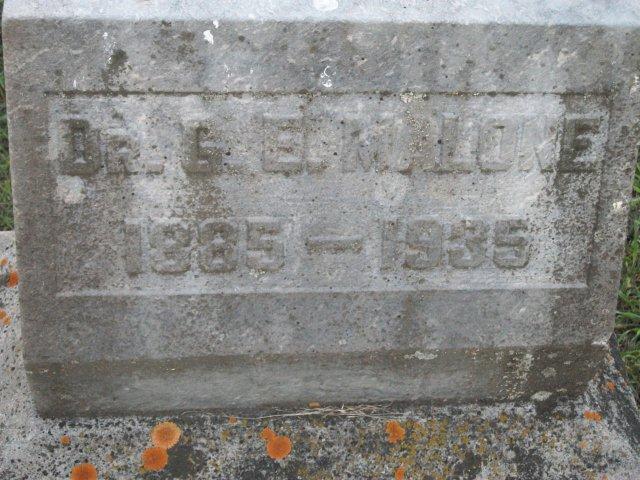 DR. G. E. MALONE
1885 — 1935